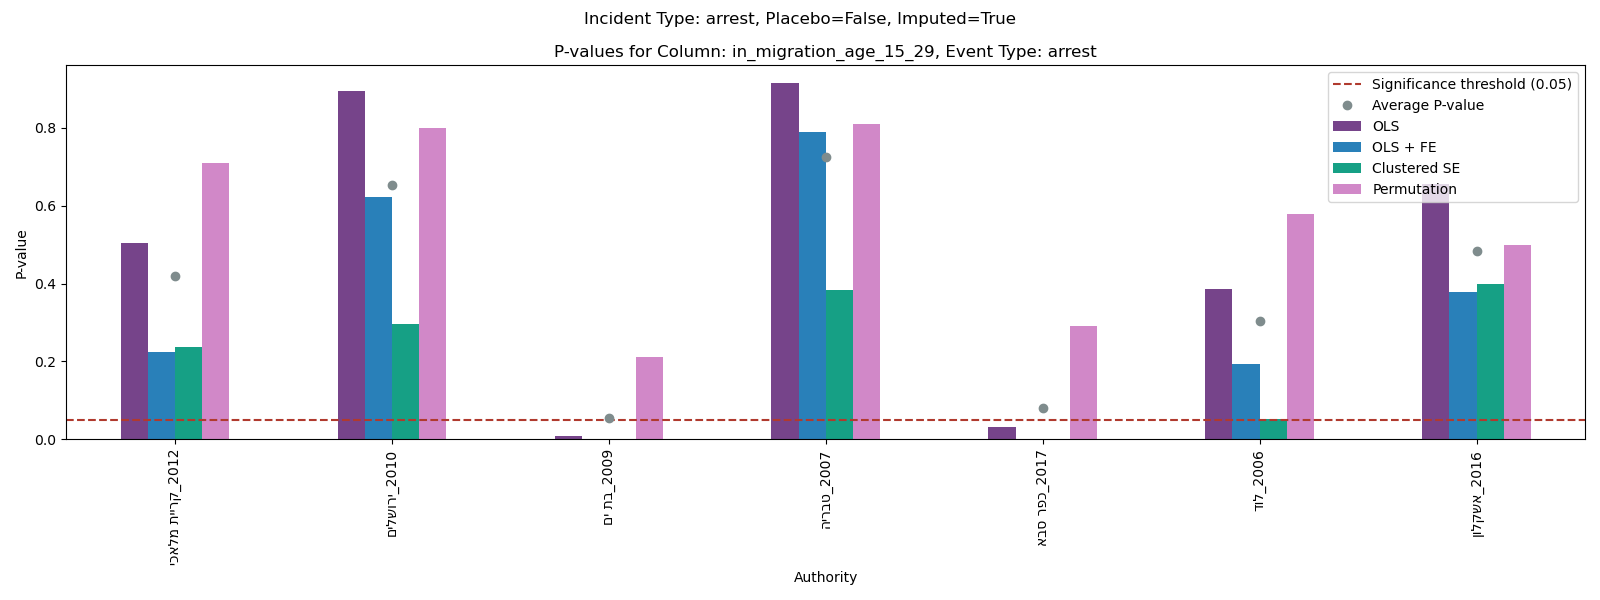 Incident Type: arrest, Placebo=False, Imputed=True
P-values for Column: in_migration_age_15_29, Event Type: arrest
Significance threshold (0.05)
Average P-value
OLS
OLS + FE
Clustered SE
Permutation
P-value
0.8
0.6
0.4
0.2
0.0
קריית מלאכי_2012
ירושלים_2010
בת ים_2009
טבריה_2007
כפר סבא_2017
לוד_2006
אשקלון_2016
Authority